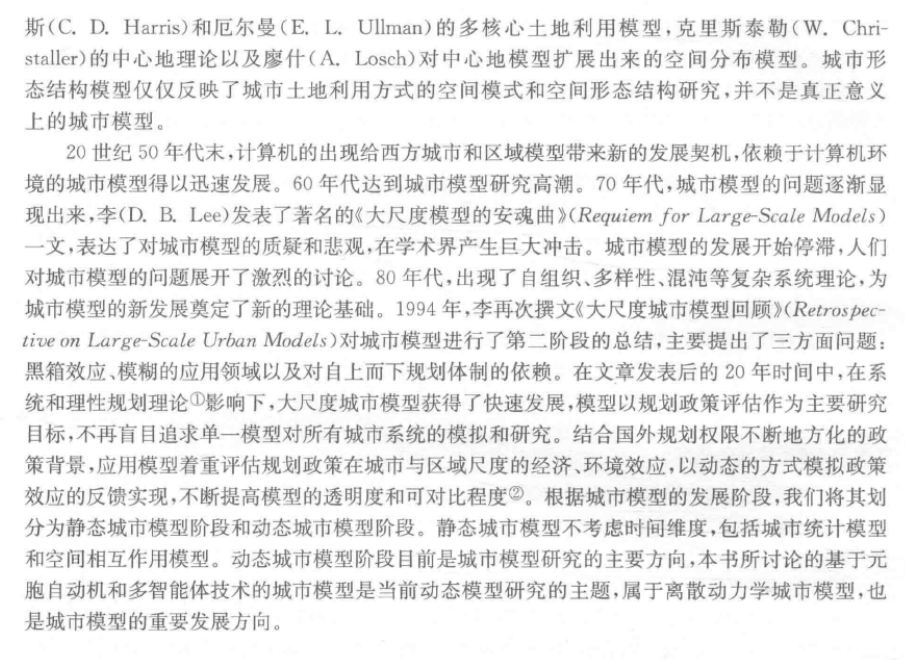 斯(C. D. Harris)和厄尔曼(E. L. Ullman)的多核心土地利用模型,克里斯泰勒(W. Chri-
staller)的中心地理论以及廖什(A. Losch)对中心地模型扩展出来的空间分布模型。城市形
态结构模型仅仅反映了城市土地利用方式的空间模式和空间形态结构研究,并不是真正意义
上的城市模型。
20 世纪 50 年代末,计算机的出现给西方城市和区域模型带来新的发展契机,依赖于计算机环
境的城市模型得以迅速发展。60 年代达到城市模型研究高潮。70 年代,城市模型的问题逐渐显
现出来,李(D. B. Lee)发表了著名的《大尺度模型的安魂曲》(Requiem for Large-Scale Models)
一文,表达了对城市模型的质疑和悲观,在学术界产生巨大冲击。城市模型的发展开始停滞,人们
对城市模型的问题展开了激烈的讨论。80 年代,出现了自组织、多样性、混沌等复杂系统理论,为
城市模型的新发展奠定了新的理论基础。1994 年,李再次撰文《大尺度城市模型回顾》(Retrospec-
tive on Large-Scale Urban Models)对城市模型进行了第二阶段的总结,主要提出了三方面问题:
黑箱效应、模糊的应用领域以及对自上而下规划体制的依赖。在文章发表后的 20 年时间中,在系
统和理性规划理论①影响下,大尺度城市模型获得了快速发展,模型以规划政策评估作为主要研究
目标,不再盲目追求单一模型对所有城市系统的模拟和研究。结合国外规划权限不断地方化的政
策背景,应用模型着重评估规划政策在城市与区域尺度的经济、环境效应,以动态的方式模拟政策
效应的反馈实现,不断提高模型的透明度和可对比程度②。根据城市模型的发展阶段,我们将其划
分为静态城市模型阶段和动态城市模型阶段。静态城市模型不考虑时间维度,包括城市统计模型
和空间相互作用模型。动态城市模型阶段目前是城市模型研究的主要方向,本书所讨论的基于元
胞自动机和多智能体技术的城市模型是当前动态模型研究的主题,属于离散动力学城市模型,也
是城市模型的重要发展方向。